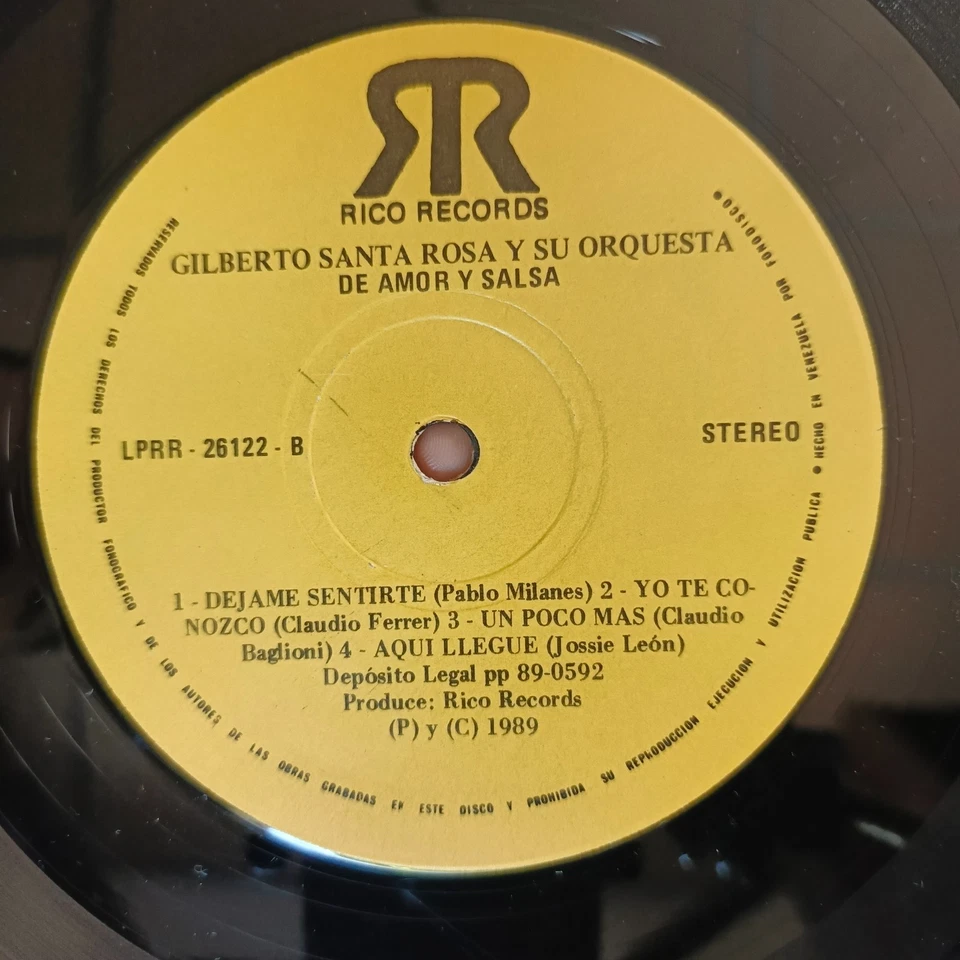 RR
RICO RECORDS
GILBERTO SANTA ROSA Y SU ORQUESTA
DE AMOR Y SALSA
LPRR - 26122 - B
STEREO
1 - DEJAME SENTIRTE (Pablo Milanes) 2 - YO TE CO-
NOZCO (Claudio Ferrer) 3 - UN POCO MAS (Claudio
Baglioni) 4 - AQUI LLEGUE (Jossie León)
Depósito Legal pp 89-0592
Produce: Rico Records
(P) y (C) 1989
RESERVADOS TODOS LOS DERECHOS DEL PRODUCTOR FONOGRAFICO Y DE LOS AUTORES DE LAS OBRAS GRABADAS EN ESTE DISCO Y PROHIBIDA SU REPRODUCCION EJECUCION Y UTILIZACION PUBLICA ● HECHO EN VENEZUELA POR FONODISCO ●